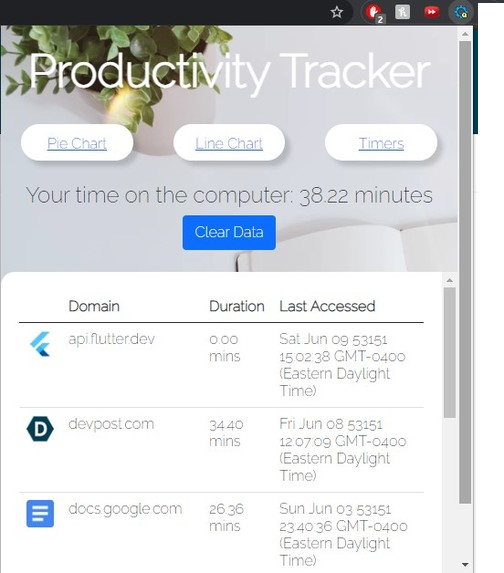 2
Productivity Tracker
Pie Chart Line Chart Timers
Your time on the computer: 38.22 minutes
Clear Data
Domain Duration Last Accessed
api.flutter.dev 0.00 Sat Jun 09 53151
mins 15:02:38 GMT-0400
(Eastern Daylight
Time)
D devpost.com 34.40 Fri Jun 08 53151
mins 12:07:09 GMT-0400
(Eastern Daylight
Time)
docs.google.com 26.36 Sun Jun 03 53151
mins 23:40:36 GMT-0400
(Eastern Daylight
Time)